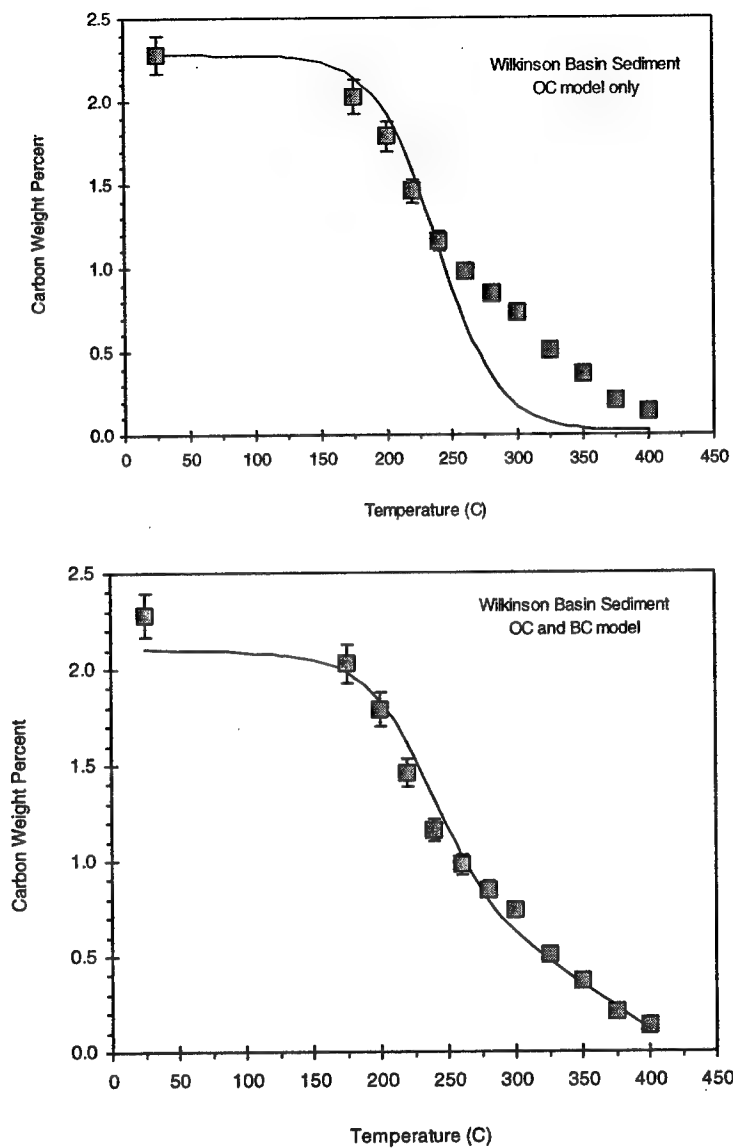 2.5
Wilkinson Basin Sediment
OC model only
2.0
1.5
1.0
0.5
0.0
Carbon Weight Percent
0 50 100 150 200 250 300 350 400 450
Temperature (C)
2.5
Wilkinson Basin Sediment
OC and BC model
2.0
1.5
1.0
0.5
0.0
Carbon Weight Percent
0 50 100 150 200 250 300 350 400 450
Temperature (C)